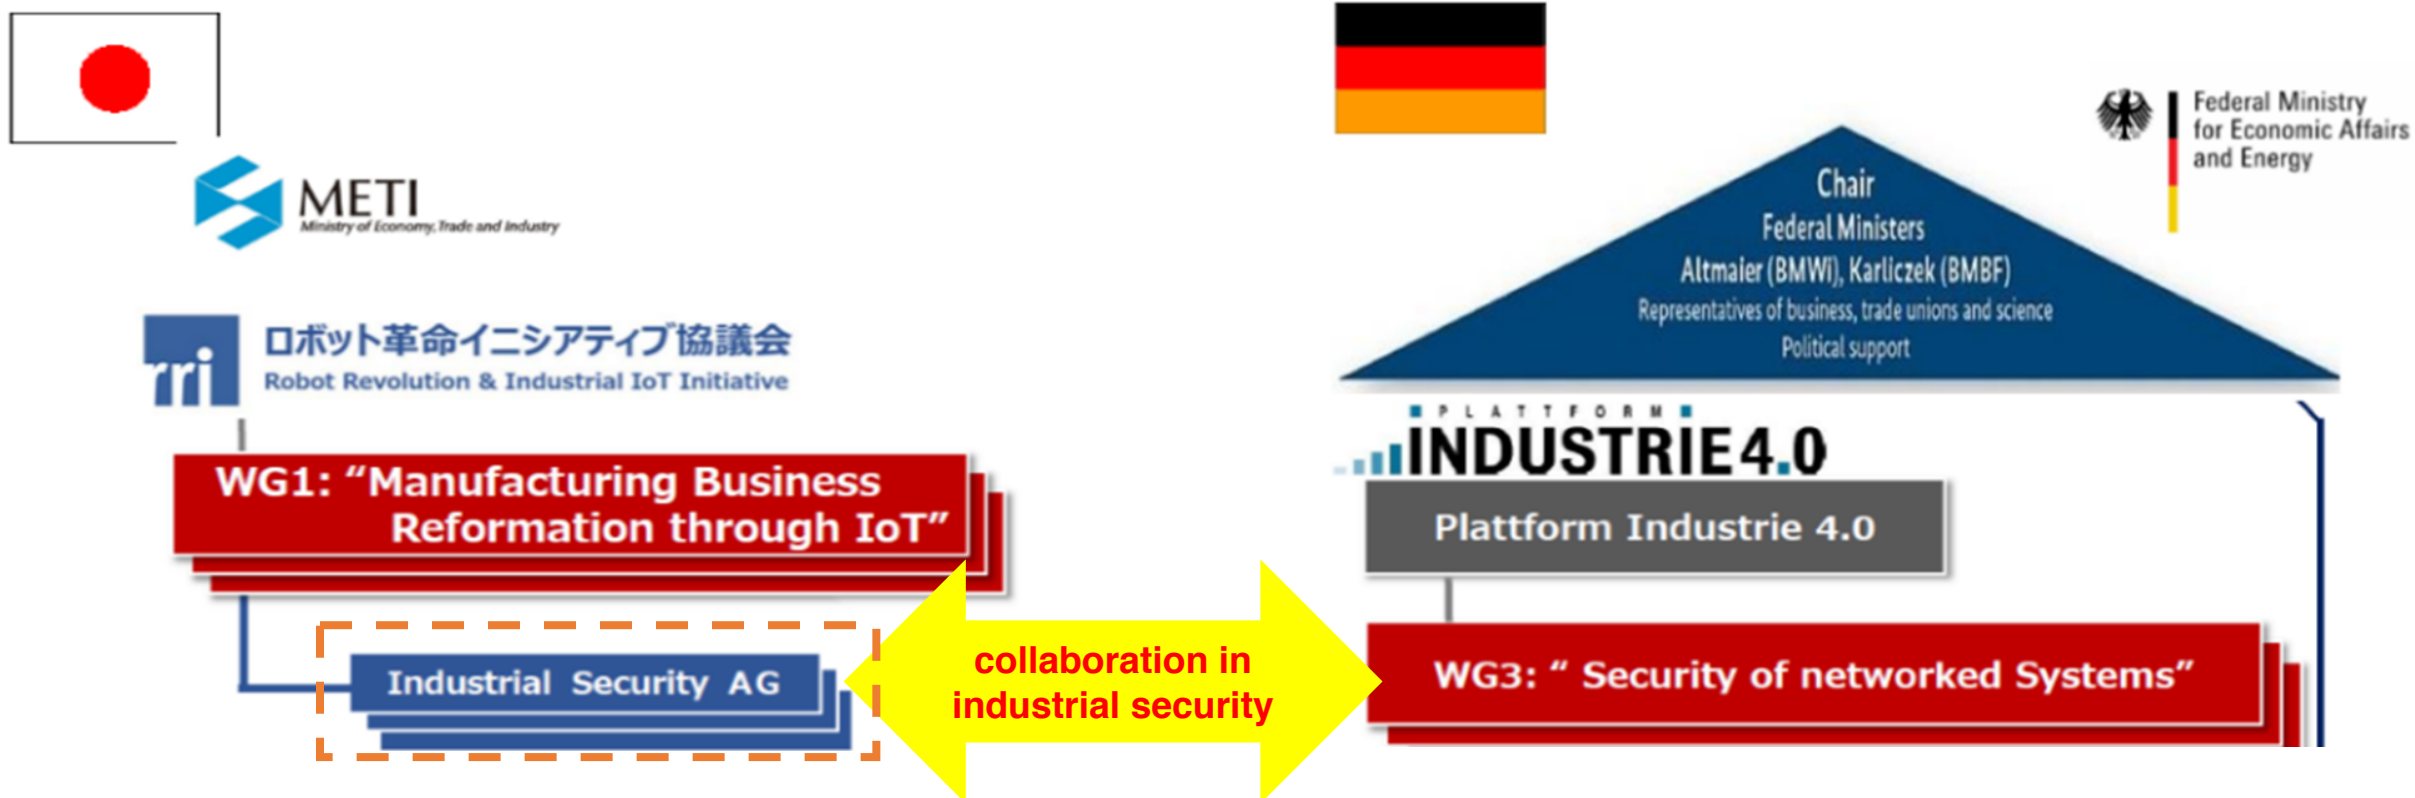 METI
Ministry of Economy, Trade and Industry
rri
ロボット革命イニシアティブ協議会
Robot Revolution & Industrial IoT Initiative
WG1: “Manufacturing Business
Reformation through IoT”
Industrial Security AG
collaboration in
industrial security
Federal Ministry
for Economic Affairs
and Energy
Chair
Federal Ministers
Altmaier (BMWi), Karliczek (BMBF)
Representatives of business, trade unions and science
Political support
PLATTFORM
INDUSTRIE4.0
Plattform Industrie 4.0
WG3: “ Security of networked Systems”